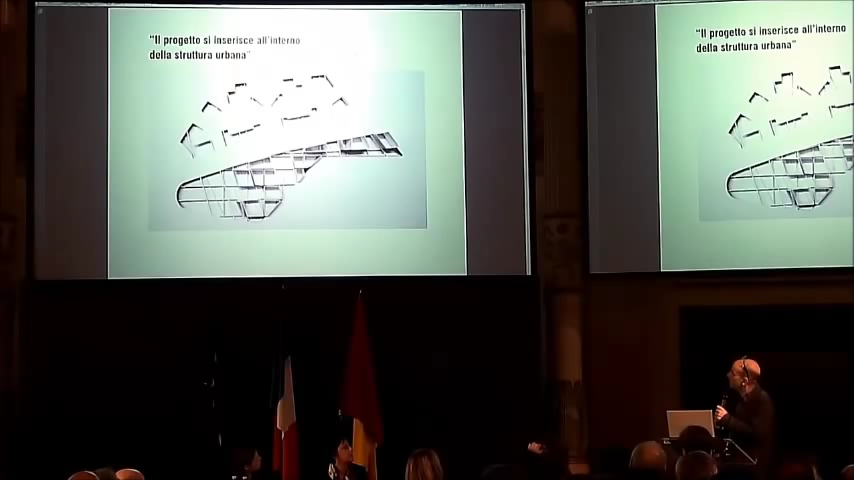 "Il progetto si inserisce all'interno
della struttura urbana"
"Il progetto si inserisce all'interno
della struttura urbana"